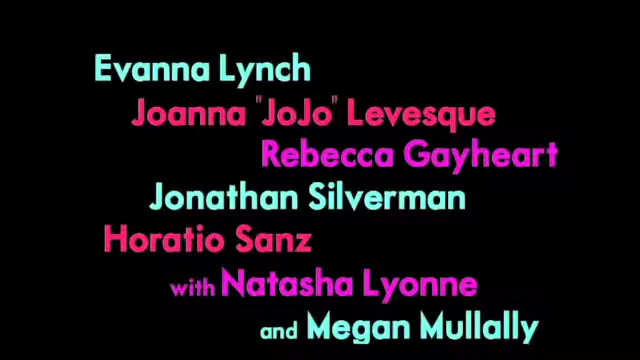 Evanna Lynch
Joanna "JoJo" Levesque
Rebecca Gayheart
Jonathan Silverman
Horatio Sanz
with Natasha Lyonne
and Megan Mullally